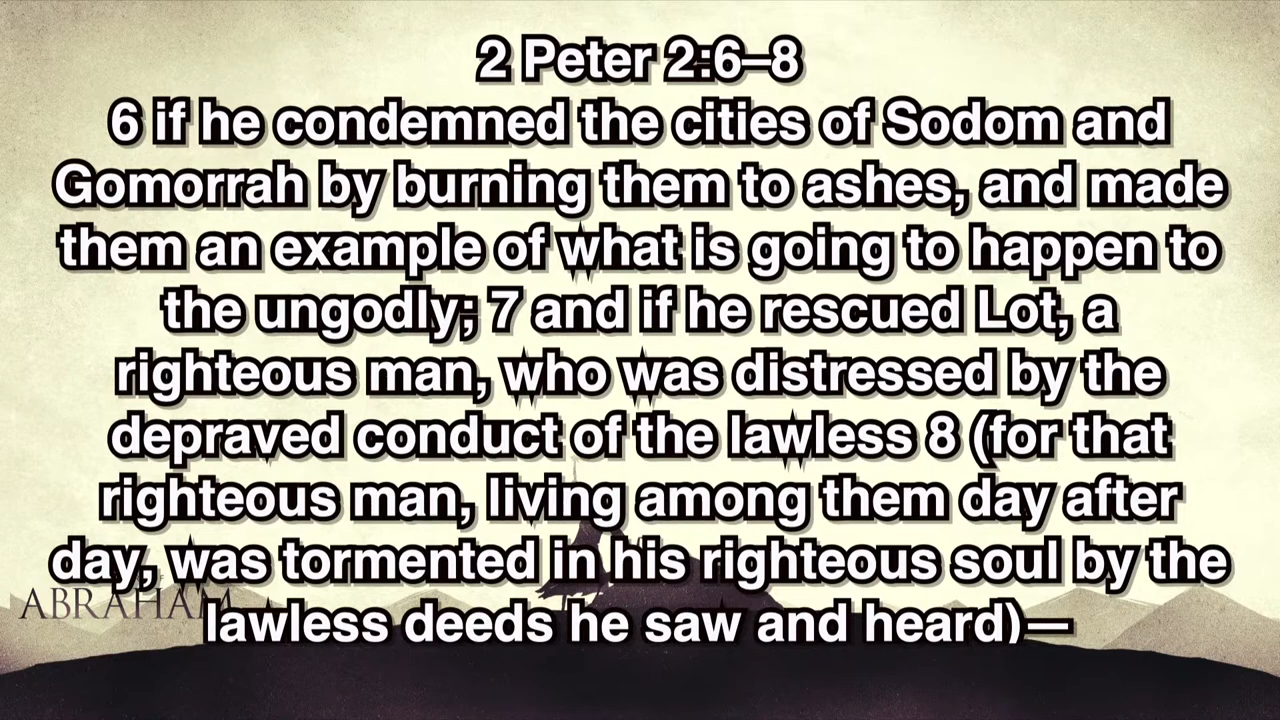 2 Peter 2:6–8
6 if he condemned the cities of Sodom and
Gomorrah by burning them to ashes, and made
them an example of what is going to happen to
the ungodly; 7 and if he rescued Lot, a
righteous man, who was distressed by the
depraved conduct of the lawless 8 (for that
righteous man, living among them day after
day, was tormented in his righteous soul by the
lawless deeds he saw and heard)—
ABRAHAM